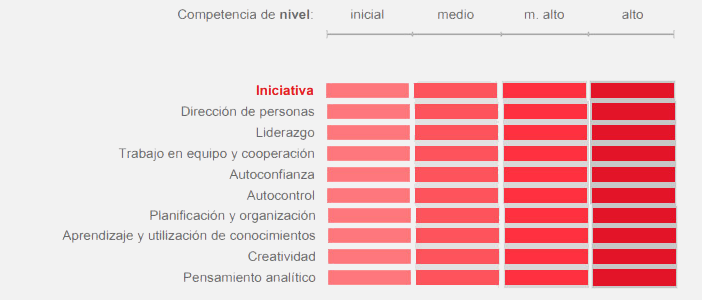 Competencia de nivel: inicial medio m. alto alto
Iniciativa
Dirección de personas
Liderazgo
Trabajo en equipo y cooperación
Autoconfianza
Autocontrol
Planificación y organización
Aprendizaje y utilización de conocimientos
Creatividad
Pensamiento analítico